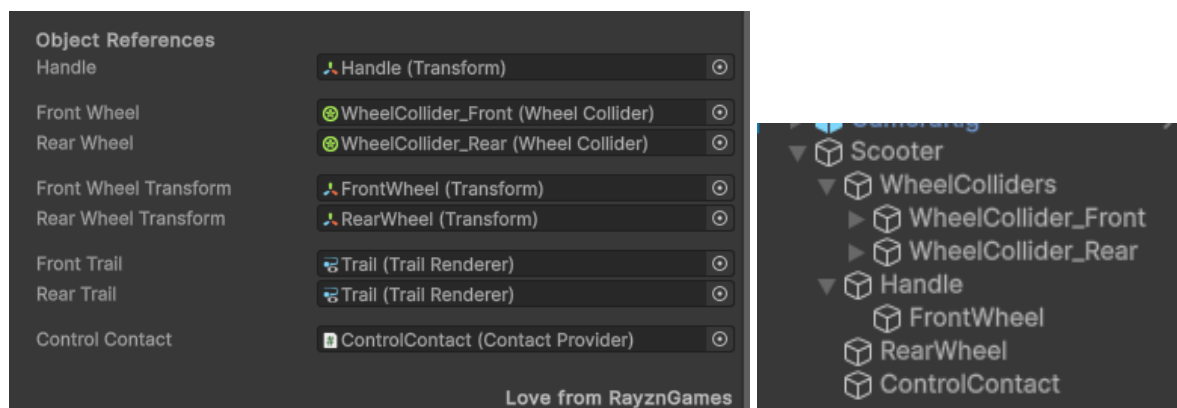 Object References
Handle
Handle (Transform)
Front Wheel
WheelCollider_Front (Wheel Collider)
Rear Wheel
WheelCollider_Rear (Wheel Collider)
Front Wheel Transform
FrontWheel (Transform)
Rear Wheel Transform
RearWheel (Transform)
Front Trail
Trail (Trail Renderer)
Rear Trail
Trail (Trail Renderer)
Control Contact
ControlContact (Contact Provider)
Love from RayznGames
Scooter
WheelColliders
WheelCollider_Front
WheelCollider_Rear
Handle
FrontWheel
RearWheel
ControlContact